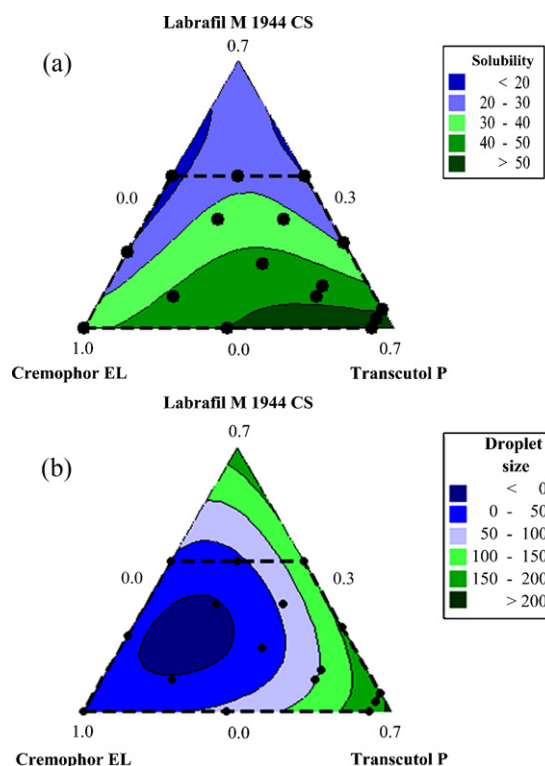 Labrafil M 1944 CS
0.7
(a)
Solubility
< 20
20 - 30
30 - 40
40 - 50
> 50
0.0
0.3
1.0
0.0
0.7
Cremophor EL
Transcutol P
Labrafil M 1944 CS
0.7
(b)
Droplet
size
< 0
0 - 50
50 - 100
100 - 150
150 - 200
> 200
0.0
0.3
1.0
0.0
0.7
Cremophor EL
Transcutol P